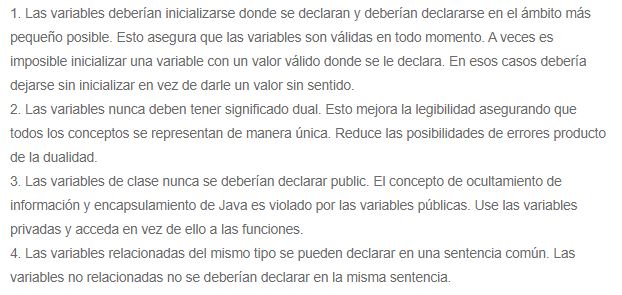 1. Las variables deberían inicializarse donde se declaran y deberían declararse en el ámbito más
pequeño posible. Esto asegura que las variables son válidas en todo momento. A veces es
imposible inicializar una variable con un valor válido donde se le declara. En esos casos debería
dejarse sin inicializar en vez de darle un valor sin sentido.
2. Las variables nunca deben tener significado dual. Esto mejora la legibilidad asegurando que
todos los conceptos se representan de manera única. Reduce las posibilidades de errores producto
de la dualidad.
3. Las variables de clase nunca se deberían declarar public. El concepto de ocultamiento de
información y encapsulamiento de Java es violado por las variables públicas. Use las variables
privadas y acceda en vez de ello a las funciones.
4. Las variables relacionadas del mismo tipo se pueden declarar en una sentencia común. Las
variables no relacionadas no se deberían declarar en la misma sentencia.